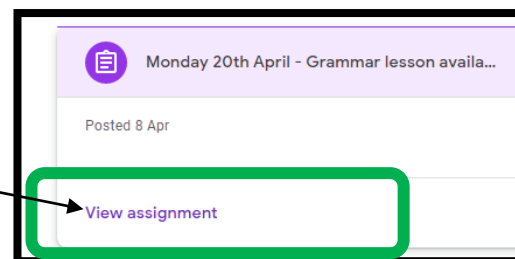 Monday 20th April - Grammar lesson availa...
Posted 8 Apr
View assignment